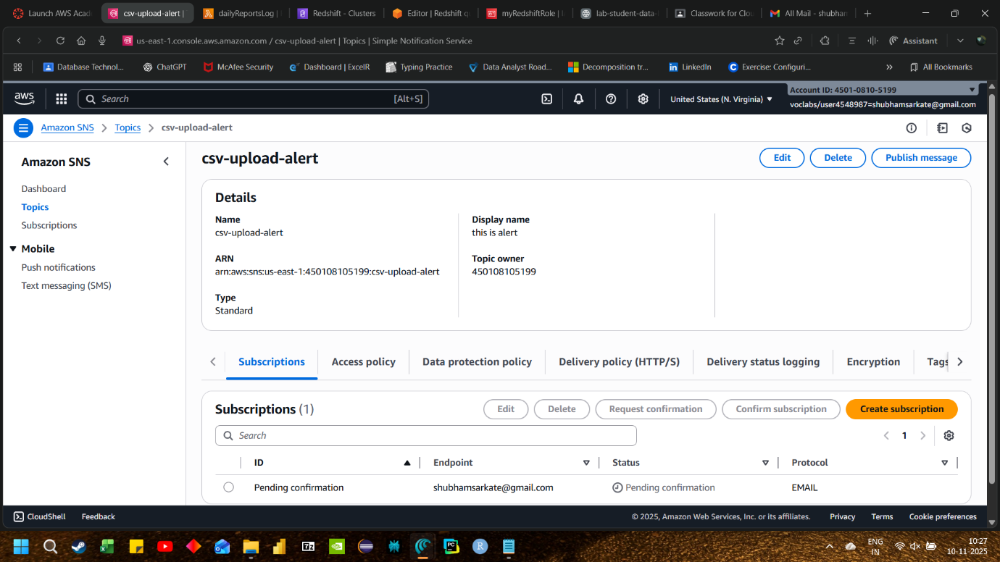 Launch AWS Acad
csv-upload-alert |
dailyReportsLog |
Redshift - Clusters
Editor | Redshift q
myRedshiftRole | I
lab-student-data-
Classwork for Clou
All Mail - shubhan
us-east-1.console.aws.amazon.com / csv-upload-alert | Topics | Simple Notification Service
Assistant
Database Technol...
ChatGPT
McAfee Security
Dashboard | ExcelR
Typing Practice
Data Analyst Road...
Decomposition tr...
LinkedIn
Exercise: Configuri...
All Bookmarks
aws
Search
[Alt+S]
United States (N. Virginia)
Account ID: 4501-0810-5199
voclabs/user4548987=shubhamsarkate@gmail.com
Amazon SNS
Topics
csv-upload-alert
Amazon SNS
Dashboard
Topics
Subscriptions
Mobile
Push notifications
Text messaging (SMS)
csv-upload-alert
Edit
Delete
Publish message
Details
Name
csv-upload-alert
ARN
arn:aws:sns:us-east-1:450108105199:csv-upload-alert
Type
Standard
Display name
this is alert
Topic owner
450108105199
Subscriptions
Access policy
Data protection policy
Delivery policy (HTTP/S)
Delivery status logging
Encryption
Tags
Subscriptions (1)
Edit
Delete
Request confirmation
Confirm subscription
Create subscription
Search
1
ID
Endpoint
Status
Protocol
Pending confirmation
shubhamsarkate@gmail.com
Pending confirmation
EMAIL
CloudShell
Feedback
© 2025, Amazon Web Services, Inc. or its affiliates.
Privacy
Terms
Cookie preferences
ENG
IN
10:27
10-11-2025